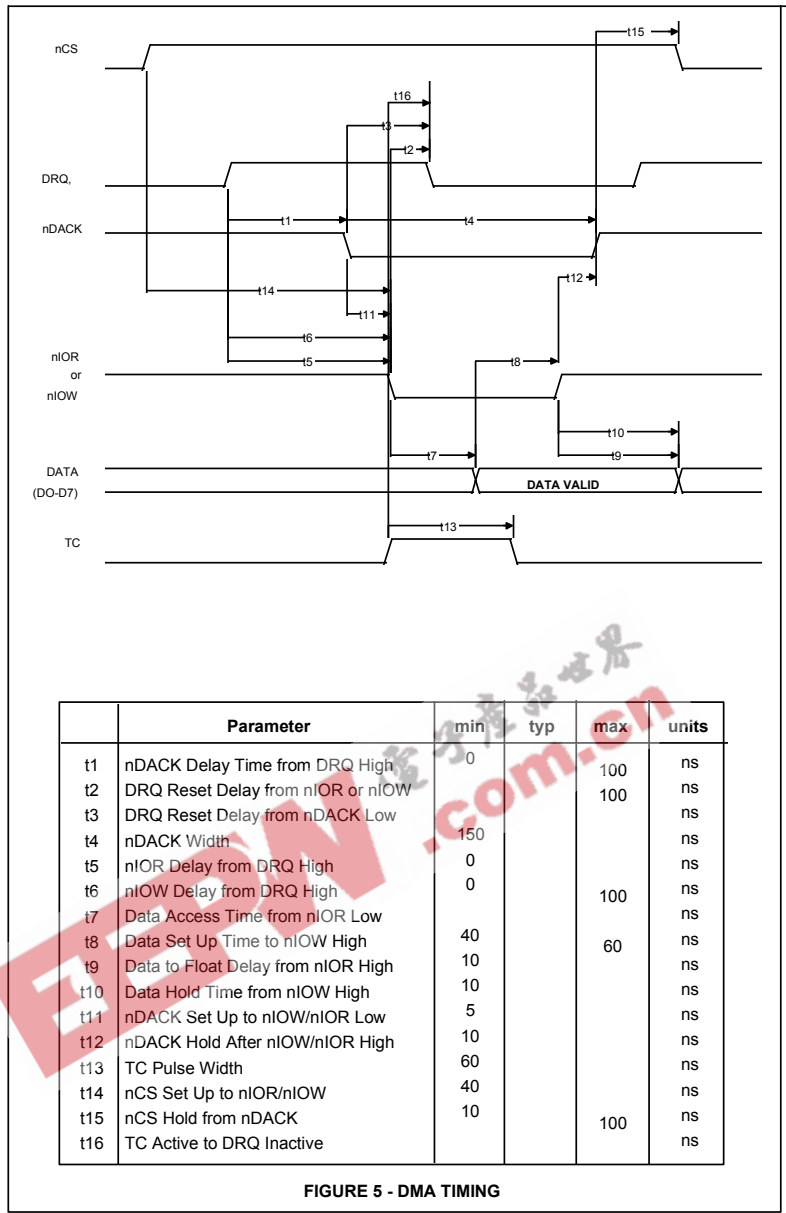 nCS
t15
t16
t3
t2
DRQ,
t1
t4
nDACK
t12
t14
t11
t6
nIOR
t5
t8
or
nIOW
t10
t7
t9
DATA
DATA VALID
(DO-D7)
t13
TC
Parameter min typ max units
t1 nDACK Delay Time from DRQ High 0 100 ns
t2 DRQ Reset Delay from nIOR or nIOW 100 ns
t3 DRQ Reset Delay from nDACK Low ns
t4 nDACK Width 150 ns
t5 nIOR Delay from DRQ High 0 ns
t6 nIOW Delay from DRQ High 0 100 ns
t7 Data Access Time from nIOR Low ns
t8 Data Set Up Time to nIOW High 40 60 ns
t9 Data to Float Delay from nIOR High 10 ns
t10 Data Hold Time from nIOW High 10 ns
t11 nDACK Set Up to nIOW/nIOR Low 5 ns
t12 nDACK Hold After nIOW/nIOR High 10 ns
t13 TC Pulse Width 60 ns
t14 nCS Set Up to nIOR/nIOW 40 ns
t15 nCS Hold from nDACK 10 100 ns
t16 TC Active to DRQ Inactive ns
EEPW
.com.cn
電子産品世界
FIGURE 5 - DMA TIMING